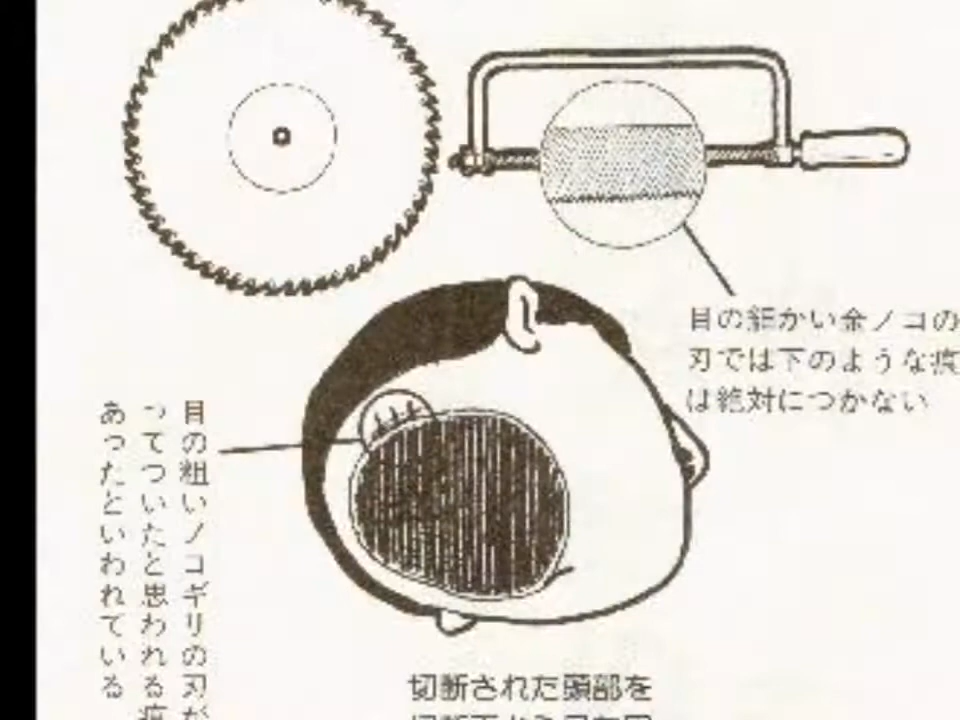 目の細かい金ノコの
刃では下のような痕
は絶対につかない
目の粗いノコギリの刃が
ってついたと思われる痕
あったといわれている
切断された頭部を